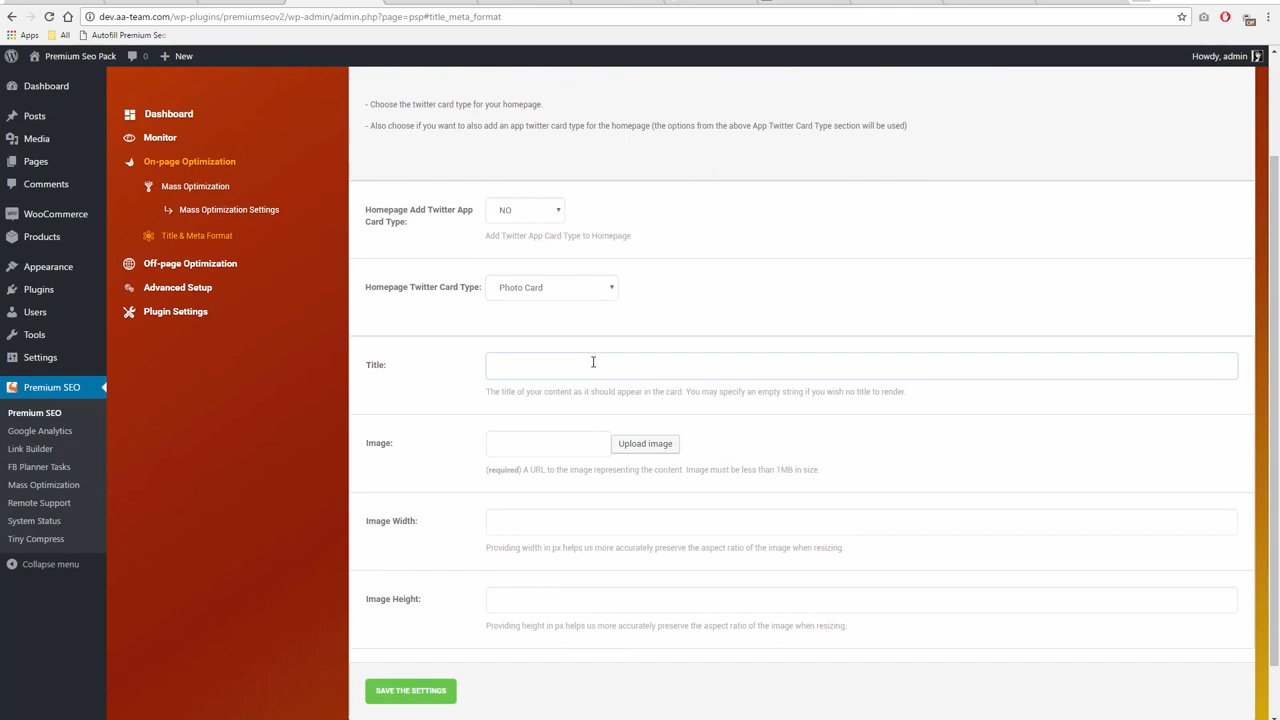 dev.aa-team.com/wp-plugins/premiumseov2/wp-admin/admin.php?page=psp#title_meta_format
Apps
All
Autofill Premium Seo
Premium Seo Pack
0
New
Howdy, admin
Dashboard
Posts
Media
Pages
Comments
WooCommerce
Products
Appearance
Plugins
Users
Tools
Settings
Premium SEO
Premium SEO
Google Analytics
Link Builder
FB Planner Tasks
Mass Optimization
Remote Support
System Status
Tiny Compress
Collapse menu
Dashboard
Monitor
On-page Optimization
Mass Optimization
Mass Optimization Settings
Title & Meta Format
Off-page Optimization
Advanced Setup
Plugin Settings
- Choose the twitter card type for your homepage.
- Also choose if you want to also add an app twitter card type for the homepage (the options from the above App Twitter Card Type section will be used)
Homepage Add Twitter App
Card Type:
NO
Add Twitter App Card Type to Homepage
Homepage Twitter Card Type:
Photo Card
Title:
The title of your content as it should appear in the card. You may specify an empty string if you wish no title to render.
Image:
Upload image
(required) A URL to the image representing the content. Image must be less than 1MB in size.
Image Width:
Providing width in px helps us more accurately preserve the aspect ratio of the image when resizing.
Image Height:
Providing height in px helps us more accurately preserve the aspect ratio of the image when resizing.
SAVE THE SETTINGS